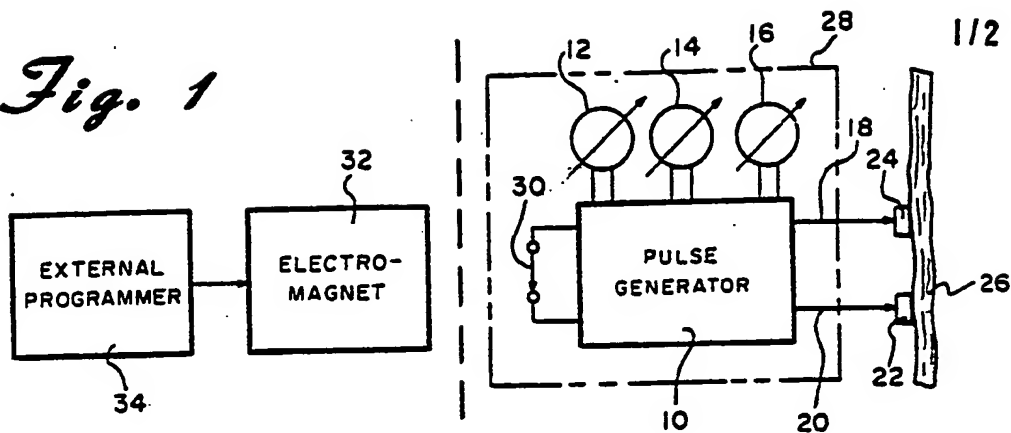 Fig. 1
1/2
12
14
16
28
18
24
32
30
EXTERNAL
PROGRAMMER
ELECTRO-
MAGNET
PULSE
GENERATOR
26
34
10
20
22